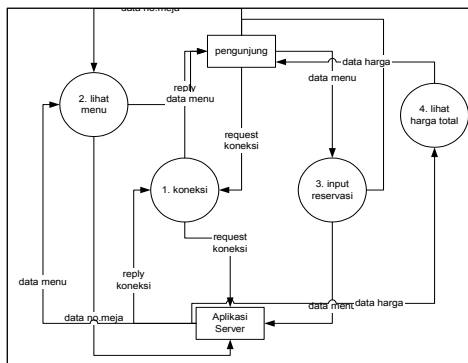 data no.meja
pengunjung
data harga
2. lihat
menu
reply
data menu
data menu
4. lihat
harga total
request
koneksi
1. koneksi
3. input
reservasi
request
koneksi
reply
koneksi
data menu
data harga
data menu
data no.meja
Aplikasi
Server